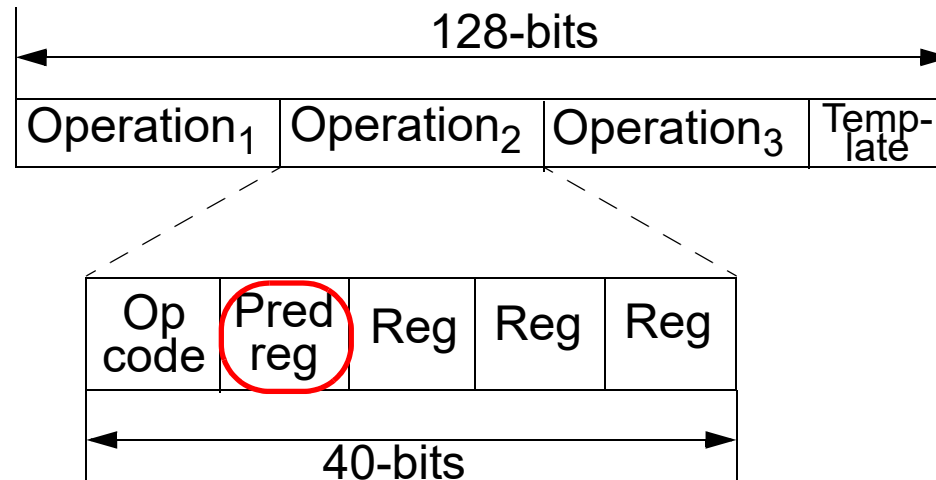 128-bits
Operation1 Operation2 Operation3 Temp-
late
Op Pred Reg Reg Reg
code reg
40-bits